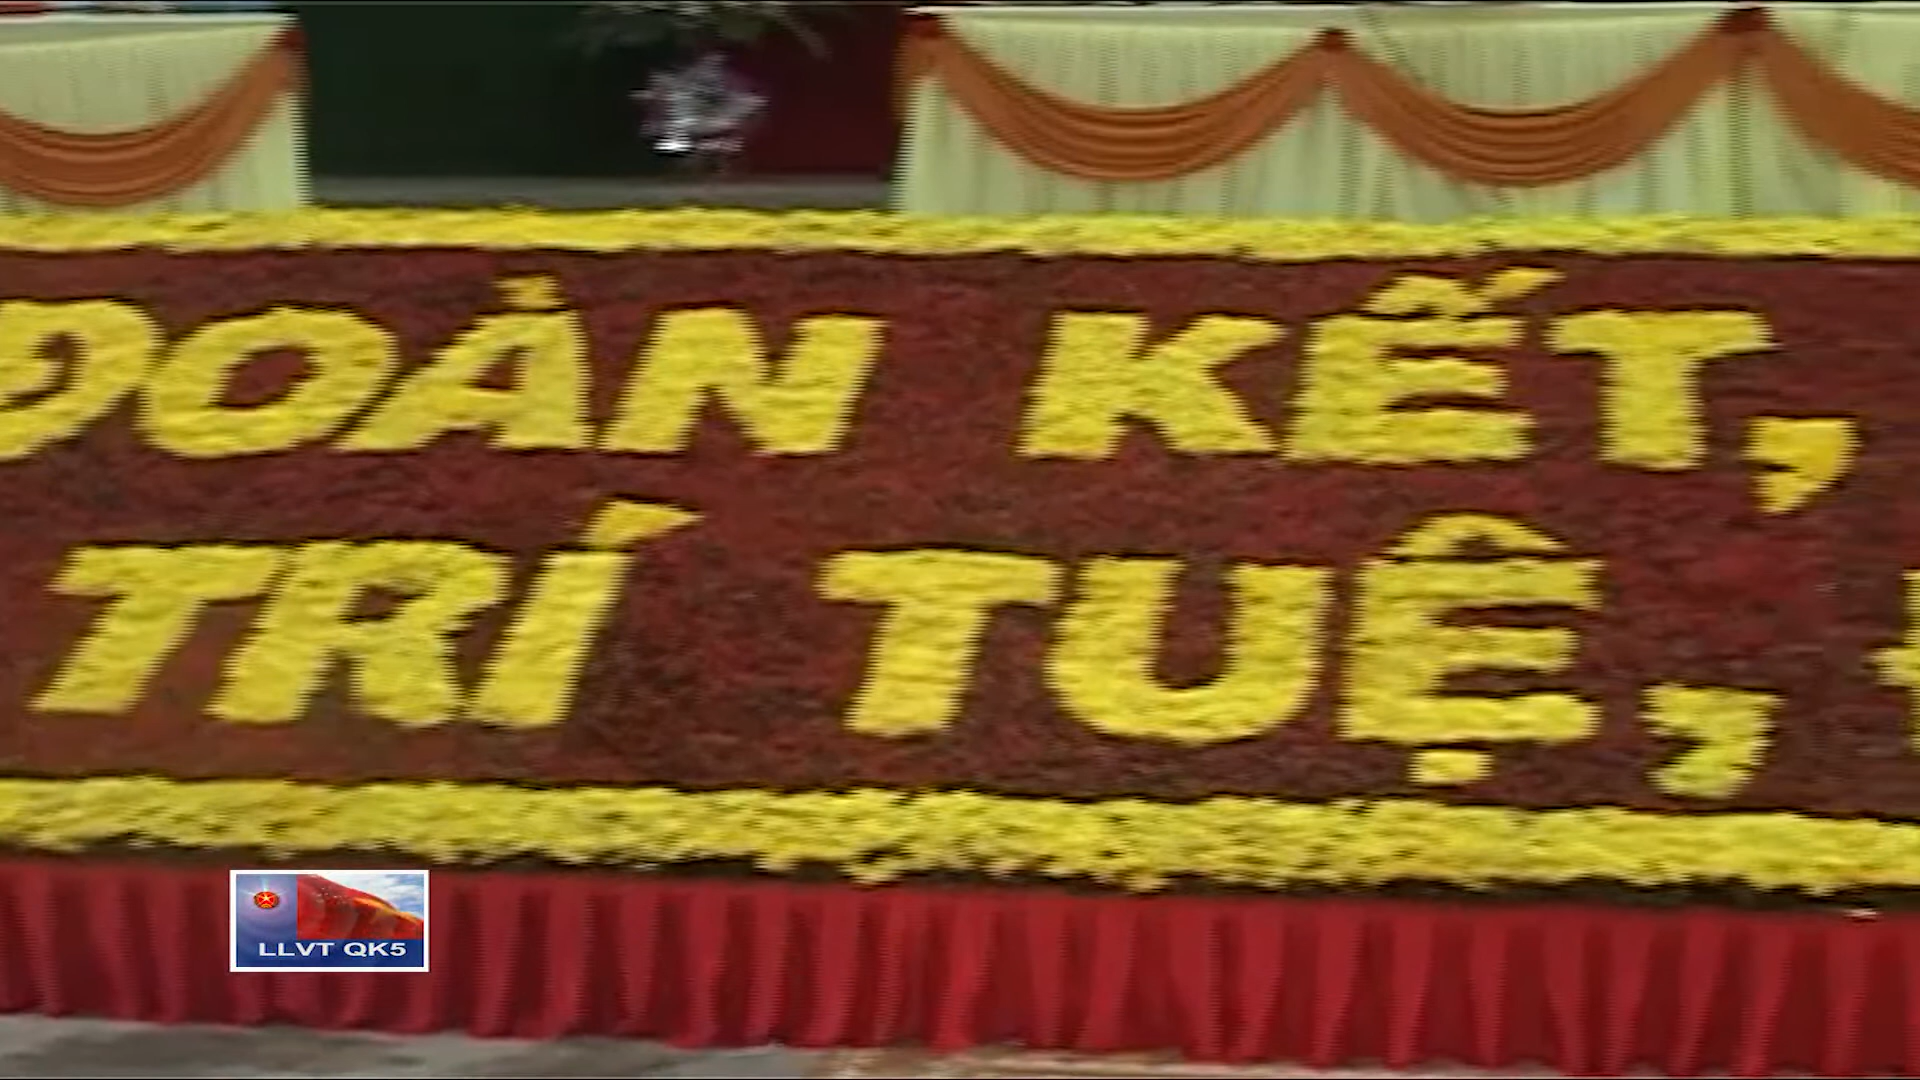 ĐOÀN KẾT,
TRÍ TUỆ,
LLVT QK5